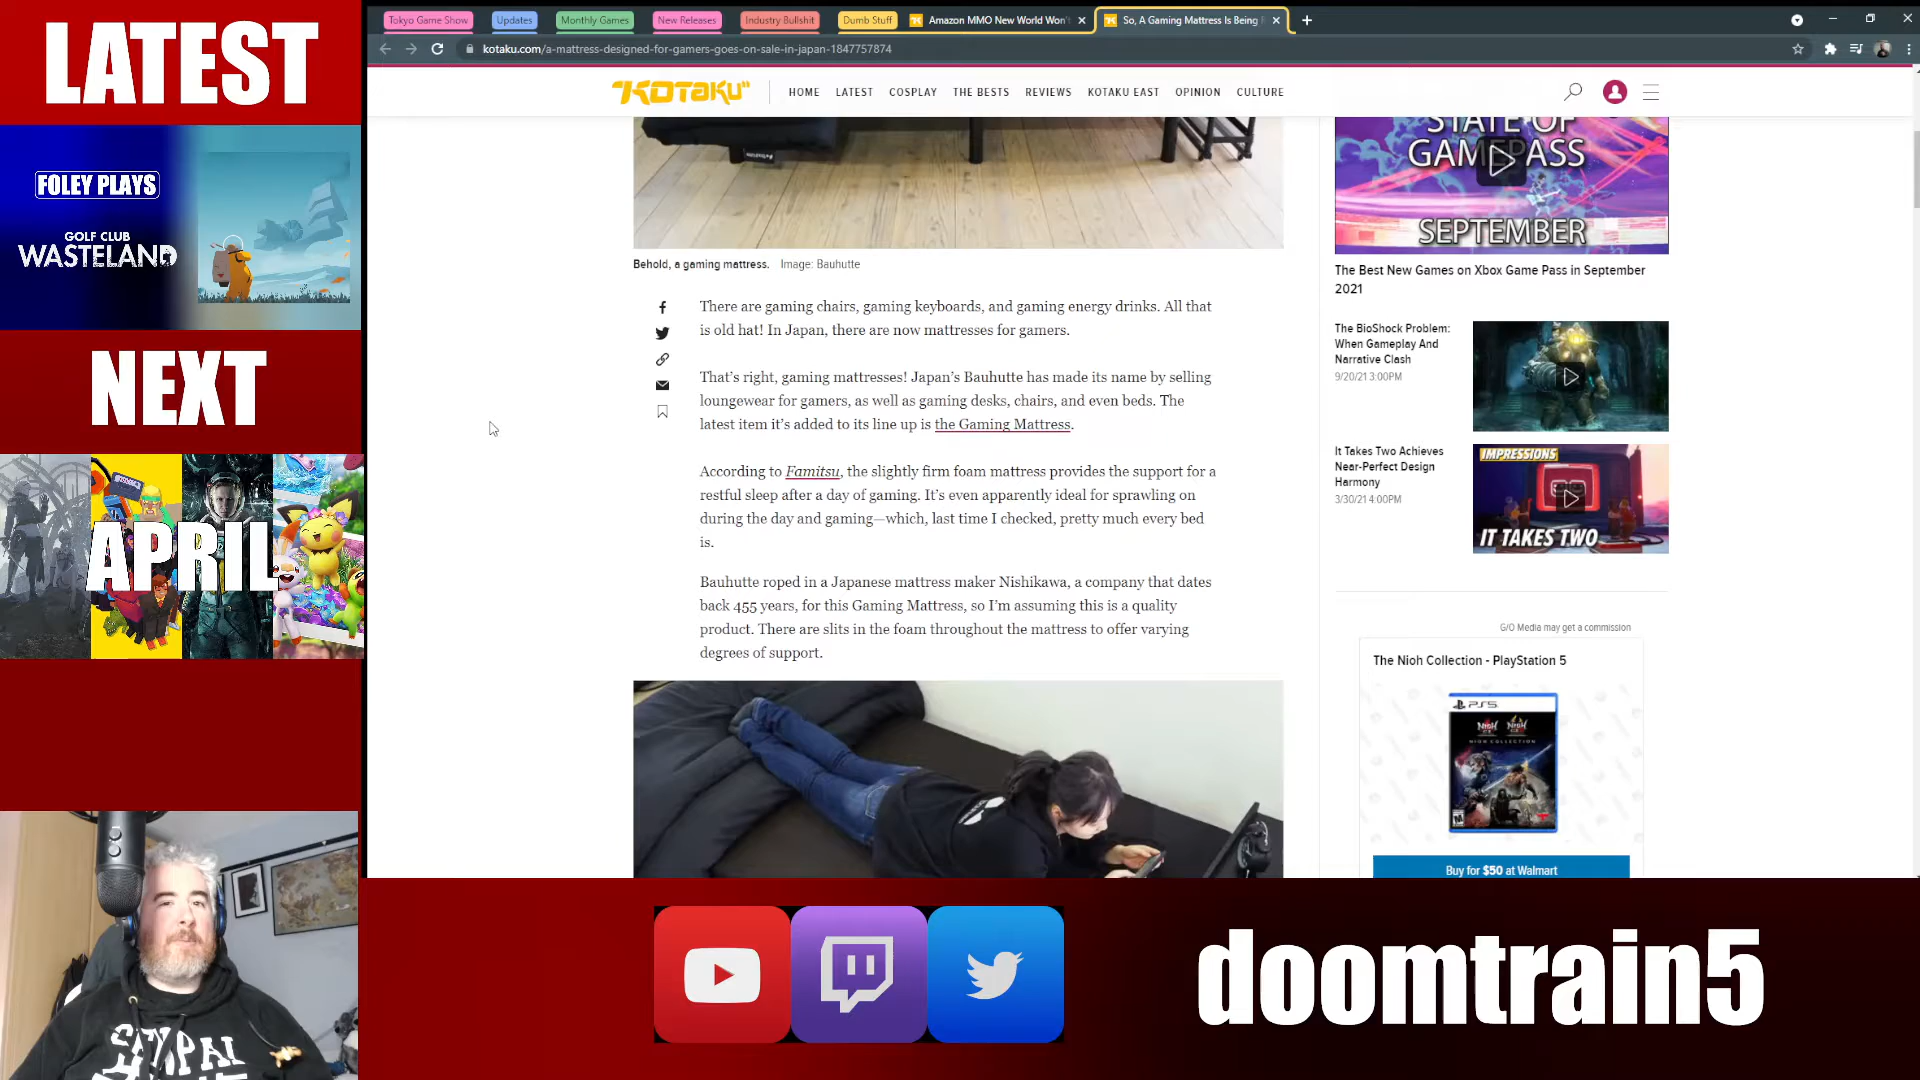 LATEST
FOLEY PLAYS
GOLF CLUB
WASTELAND
NEXT
APRIL
Tokyo Game Show
Updates
Monthly Games
New Releases
Industry Bullshit
Dumb Stuff
Amazon MMO New World Won't
So, A Gaming Mattress Is Being
kotaku.com/a-mattress-designed-for-gamers-goes-on-sale-in-japan-1847757874
KOTAKU
HOME
LATEST
COSPLAY
THE BESTS
REVIEWS
KOTAKU EAST
OPINION
CULTURE
Behold, a gaming mattress. Image: Bauhutte
There are gaming chairs, gaming keyboards, and gaming energy drinks. All that
is old hat! In Japan, there are now mattresses for gamers.
That's right, gaming mattresses! Japan's Bauhutte has made its name by selling
loungewear for gamers, as well as gaming desks, chairs, and even beds. The
latest item it's added to its line up is the Gaming Mattress.
According to Famitsu, the slightly firm foam mattress provides the support for a
restful sleep after a day of gaming. It's even apparently ideal for sprawling on
during the day and gaming—which, last time I checked, pretty much every bed
is.
Bauhutte roped in a Japanese mattress maker Nishikawa, a company that dates
back 455 years, for this Gaming Mattress, so I'm assuming this is a quality
product. There are slits in the foam throughout the mattress to offer varying
degrees of support.
STATE OF
GAMEPASS
SEPTEMBER
The Best New Games on Xbox Game Pass in September
2021
The BioShock Problem:
When Gameplay And
Narrative Clash
9/20/21 3:00PM
It Takes Two Achieves
Near-Perfect Design
Harmony
3/30/21 4:00PM
IMPRESSIONS
IT TAKES TWO
G/O Media may get a commission
The Nioh Collection - PlayStation 5
PS5
Buy for $50 at Walmart
doomtrain5